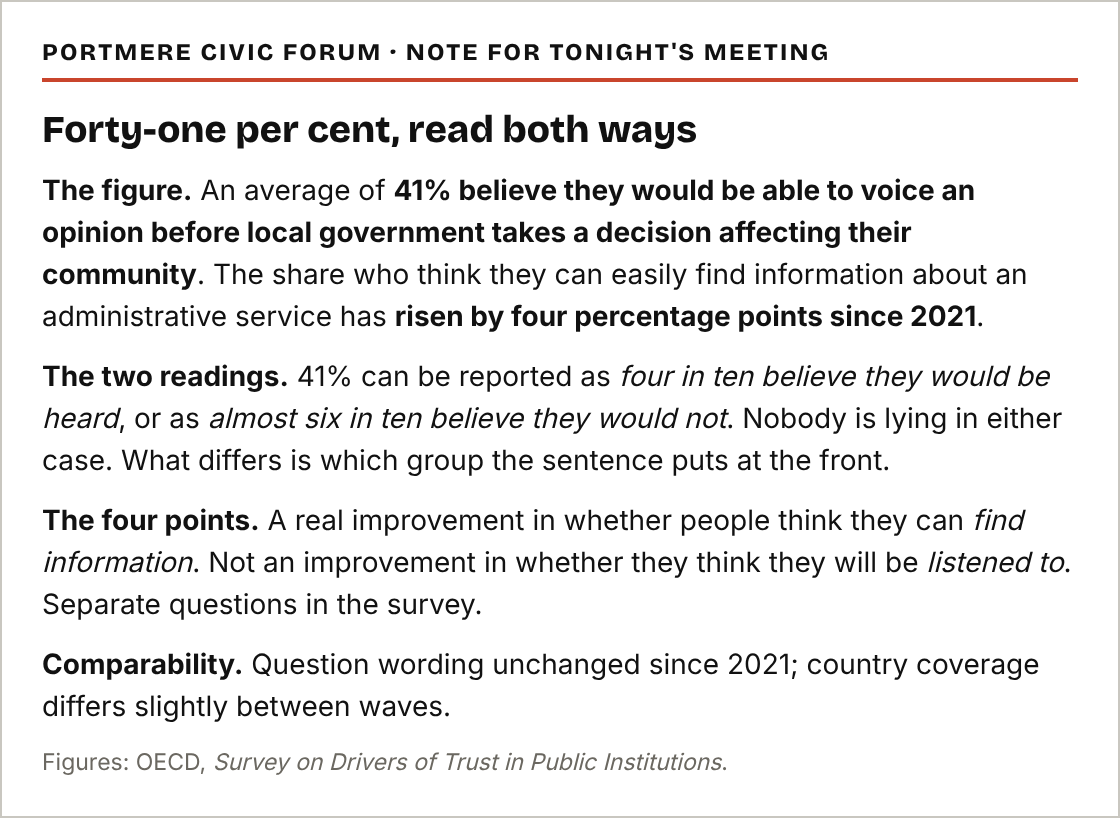 PORTMERE CIVIC FORUM · NOTE FOR TONIGHT'S MEETING
Forty-one per cent, read both ways
The figure. An average of 41% believe they would be able to voice an
opinion before local government takes a decision affecting their
community. The share who think they can easily find information about an
administrative service has risen by four percentage points since 2021.
The two readings. 41% can be reported as four in ten believe they would be
heard, or as almost six in ten believe they would not. Nobody is lying in either
case. What differs is which group the sentence puts at the front.
The four points. A real improvement in whether people think they can find
information. Not an improvement in whether they think they will be listened to.
Separate questions in the survey.
Comparability. Question wording unchanged since 2021; country coverage
differs slightly between waves.
Figures: OECD, Survey on Drivers of Trust in Public Institutions.